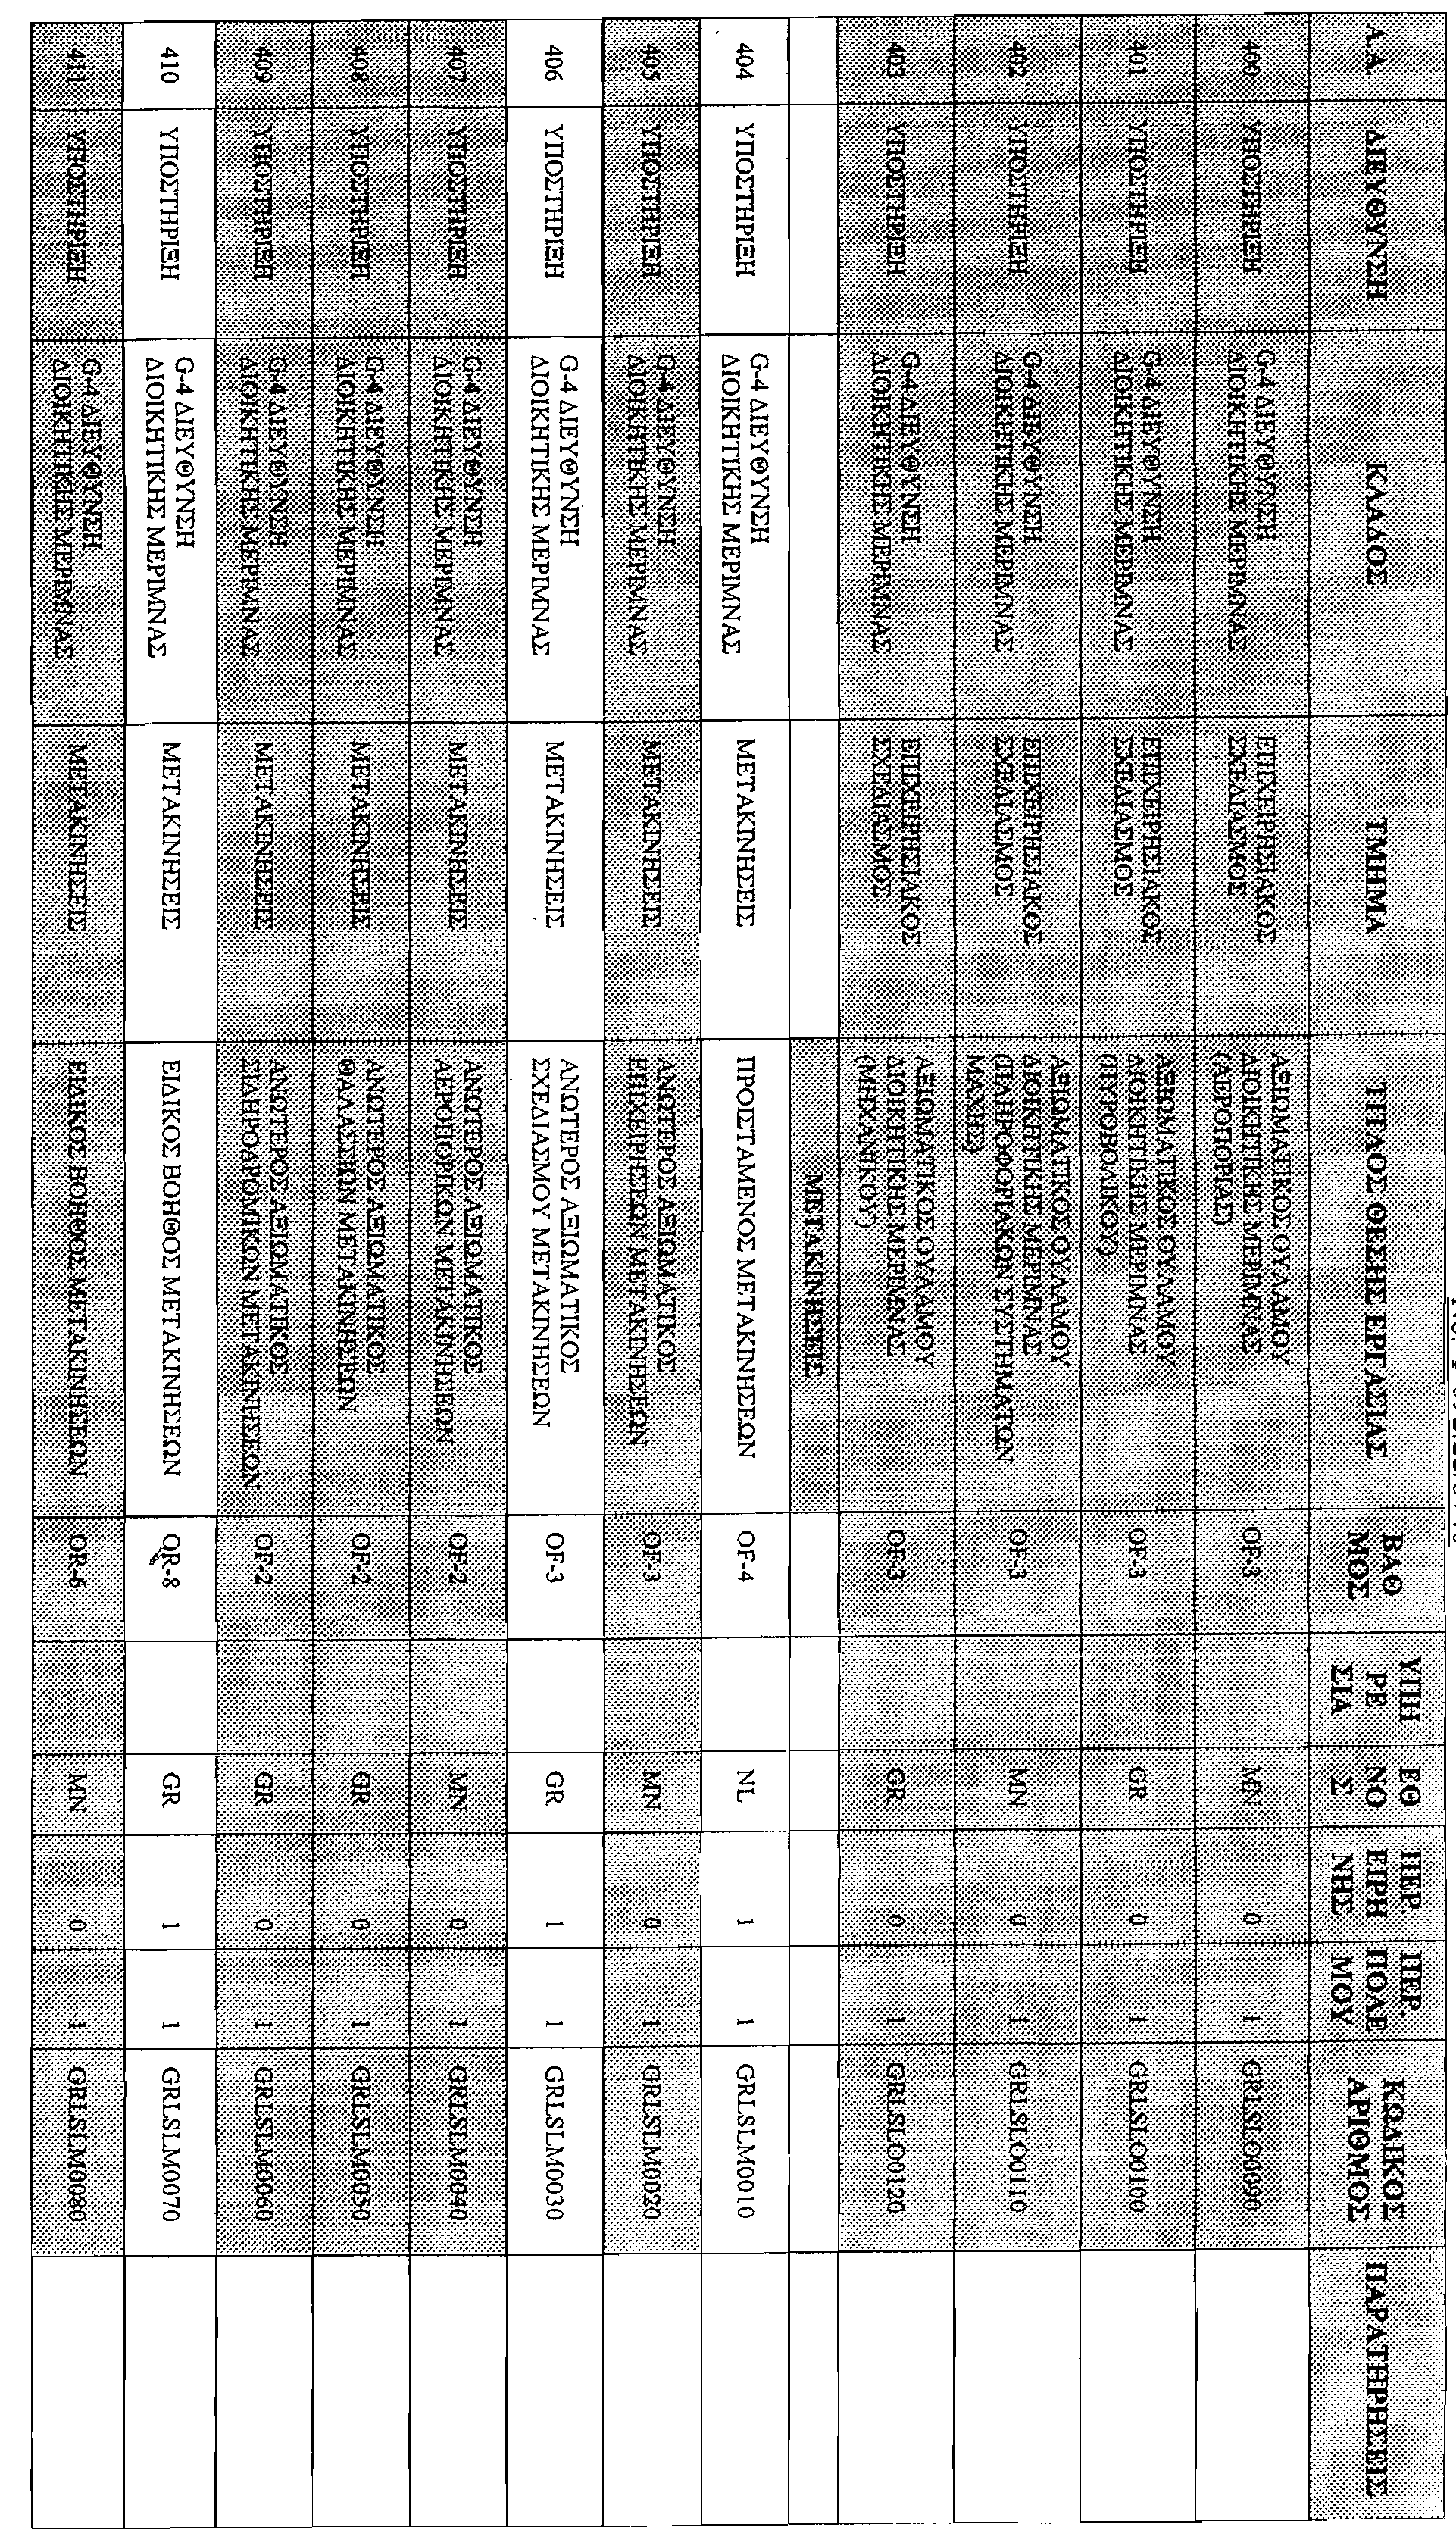 Α.Α. ΔΙΕΥΘΥΝΣΗ ΚΛΑΔΟΣ ΤΜΗΜΑ ΤΙΤΛΟΣ ΘΕΣΗΣ ΕΡΓΑΣΙΑΣ ΒΑΘ ΥΠΗ ΕΘ ΠΕΡ. ΠΕΡ. ΚΩΔΙΚΟΣ ΠΑΡΑΤΗΡΗΣΕΙΣ
ΜΟΣ ΡΕ ΝΟ ΕΙΡΗ ΠΟΛΕ ΑΡΙΘΜΟΣ
ΣΙΑ Σ ΝΗΣ ΜΟΥ
400 ΥΠΟΣΤΗΡΙΞΗ G-4 ΔΙΕΥΘΥΝΣΗ ΕΠΙΧΕΙΡΗΣΙΑΚΟΣ ΑΞΙΩΜΑΤΙΚΟΣ ΟΥΛΑΜΟΥ OF-3 MN 0 1 GRLSLO0090
ΔΙΟΙΚΗΤΙΚΗΣ ΜΕΡΙΜΝΑΣ ΣΧΕΔΙΑΣΜΟΣ ΔΙΟΙΚΗΤΙΚΗΣ ΜΕΡΙΜΝΑΣ
(ΑΕΡΟΠΟΡΙΑΣ)
401 ΥΠΟΣΤΗΡΙΞΗ G-4 ΔΙΕΥΘΥΝΣΗ ΕΠΙΧΕΙΡΗΣΙΑΚΟΣ ΑΞΙΩΜΑΤΙΚΟΣ ΟΥΛΑΜΟΥ OF-3 GR 0 1 GRLSLO0100
ΔΙΟΙΚΗΤΙΚΗΣ ΜΕΡΙΜΝΑΣ ΣΧΕΔΙΑΣΜΟΣ ΔΙΟΙΚΗΤΙΚΗΣ ΜΕΡΙΜΝΑΣ
(ΠΥΡΟΒΟΛΙΚΟΥ)
402 ΥΠΟΣΤΗΡΙΞΗ G-4 ΔΙΕΥΘΥΝΣΗ ΕΠΙΧΕΙΡΗΣΙΑΚΟΣ ΑΞΙΩΜΑΤΙΚΟΣ ΟΥΛΑΜΟΥ OF-3 MN 0 1 GRLSLO0110
ΔΙΟΙΚΗΤΙΚΗΣ ΜΕΡΙΜΝΑΣ ΣΧΕΔΙΑΣΜΟΣ ΔΙΟΙΚΗΤΙΚΗΣ ΜΕΡΙΜΝΑΣ
(ΠΛΗΡΟΦΟΡΙΑΚΩΝ ΣΥΣΤΗΜΑΤΩΝ
ΜΑΧΗΣ)
403 ΥΠΟΣΤΗΡΙΞΗ G-4 ΔΙΕΥΘΥΝΣΗ ΕΠΙΧΕΙΡΗΣΙΑΚΟΣ ΑΞΙΩΜΑΤΙΚΟΣ ΟΥΛΑΜΟΥ OF-3 GR 0 1 GRLSLO0120
ΔΙΟΙΚΗΤΙΚΗΣ ΜΕΡΙΜΝΑΣ ΣΧΕΔΙΑΣΜΟΣ ΔΙΟΙΚΗΤΙΚΗΣ ΜΕΡΙΜΝΑΣ
(ΜΗΧΑΝΙΚΟΥ)
ΜΕΤΑΚΙΝΗΣΕΙΣ
404 ΥΠΟΣΤΗΡΙΞΗ G-4 ΔΙΕΥΘΥΝΣΗ ΜΕΤΑΚΙΝΗΣΕΙΣ ΠΡΟΙΣΤΑΜΕΝΟΣ ΜΕΤΑΚΙΝΗΣΕΩΝ OF-4 NL 1 1 GRLSLM0010
ΔΙΟΙΚΗΤΙΚΗΣ ΜΕΡΙΜΝΑΣ
405 ΥΠΟΣΤΗΡΙΞΗ G-4 ΔΙΕΥΘΥΝΣΗ ΜΕΤΑΚΙΝΗΣΕΙΣ ΑΝΩΤΕΡΟΣ ΑΞΙΩΜΑΤΙΚΟΣ OF-3 MN 0 1 GRLSLM0020
ΔΙΟΙΚΗΤΙΚΗΣ ΜΕΡΙΜΝΑΣ ΕΠΙΧΕΙΡΗΣΕΩΝ ΜΕΤΑΚΙΝΗΣΕΩΝ
406 ΥΠΟΣΤΗΡΙΞΗ G-4 ΔΙΕΥΘΥΝΣΗ ΜΕΤΑΚΙΝΗΣΕΙΣ ΑΝΩΤΕΡΟΣ ΑΞΙΩΜΑΤΙΚΟΣ OF-3 GR 1 1 GRLSLM0030
ΔΙΟΙΚΗΤΙΚΗΣ ΜΕΡΙΜΝΑΣ ΣΧΕΔΙΑΣΜΟΥ ΜΕΤΑΚΙΝΗΣΕΩΝ
407 ΥΠΟΣΤΗΡΙΞΗ G-4 ΔΙΕΥΘΥΝΣΗ ΜΕΤΑΚΙΝΗΣΕΙΣ ΑΝΩΤΕΡΟΣ ΑΞΙΩΜΑΤΙΚΟΣ OF-2 MN 0 1 GRLSLM0040
ΔΙΟΙΚΗΤΙΚΗΣ ΜΕΡΙΜΝΑΣ ΑΕΡΟΠΟΡΙΚΩΝ ΜΕΤΑΚΙΝΗΣΕΩΝ
408 ΥΠΟΣΤΗΡΙΞΗ G-4 ΔΙΕΥΘΥΝΣΗ ΜΕΤΑΚΙΝΗΣΕΙΣ ΑΝΩΤΕΡΟΣ ΑΞΙΩΜΑΤΙΚΟΣ OF-2 GR 0 1 GRLSLM0050
ΔΙΟΙΚΗΤΙΚΗΣ ΜΕΡΙΜΝΑΣ ΘΑΛΑΣΣΙΩΝ ΜΕΤΑΚΙΝΗΣΕΩΝ
409 ΥΠΟΣΤΗΡΙΞΗ G-4 ΔΙΕΥΘΥΝΣΗ ΜΕΤΑΚΙΝΗΣΕΙΣ ΑΝΩΤΕΡΟΣ ΑΞΙΩΜΑΤΙΚΟΣ OF-2 GR 0 1 GRLSLM0060
ΔΙΟΙΚΗΤΙΚΗΣ ΜΕΡΙΜΝΑΣ ΣΙΔΗΡΟΔΡΟΜΙΚΩΝ ΜΕΤΑΚΙΝΗΣΕΩΝ
410 ΥΠΟΣΤΗΡΙΞΗ G-4 ΔΙΕΥΘΥΝΣΗ ΜΕΤΑΚΙΝΗΣΕΙΣ ΕΙΔΙΚΟΣ ΒΟΗΘΟΣ ΜΕΤΑΚΙΝΗΣΕΩΝ OR-8 GR 1 1 GRLSLM0070
ΔΙΟΙΚΗΤΙΚΗΣ ΜΕΡΙΜΝΑΣ
411 ΥΠΟΣΤΗΡΙΞΗ G-4 ΔΙΕΥΘΥΝΣΗ ΜΕΤΑΚΙΝΗΣΕΙΣ ΕΙΔΙΚΟΣ ΒΟΗΘΟΣ ΜΕΤΑΚΙΝΗΣΕΩΝ MN 0 1 GRLSLM0080
ΔΙΟΙΚΗΤΙΚΗΣ ΜΕΡΙΜΝΑΣ